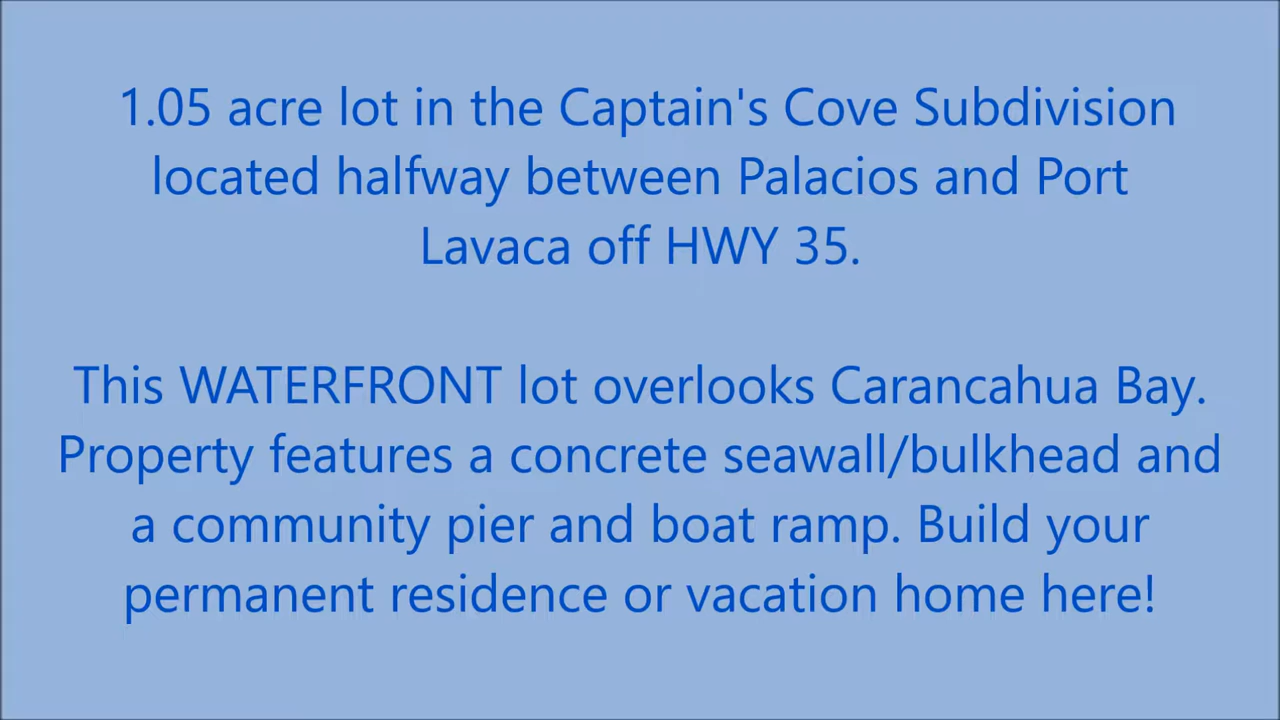 1.05 acre lot in the Captain's Cove Subdivision
located halfway between Palacios and Port
Lavaca off HWY 35.
This WATERFRONT lot overlooks Carancahua Bay.
Property features a concrete seawall/bulkhead and
a community pier and boat ramp. Build your
permanent residence or vacation home here!